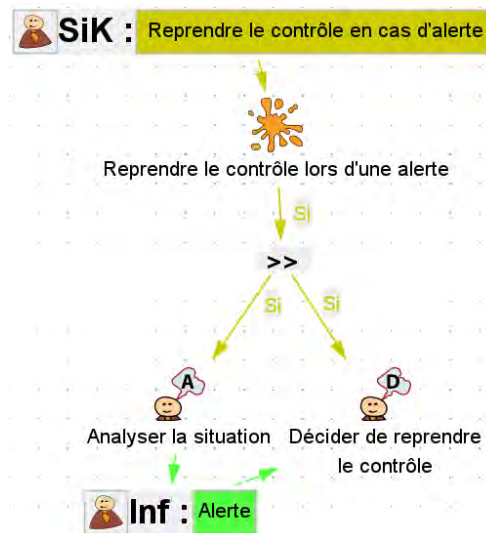 SiK : Reprendre le contrôle en cas d'alerte
Reprendre le contrôle lors d'une alerte
Si
>>
Si Si
A D
Analyser la situation Décider de reprendre
le contrôle
Inf : Alerte